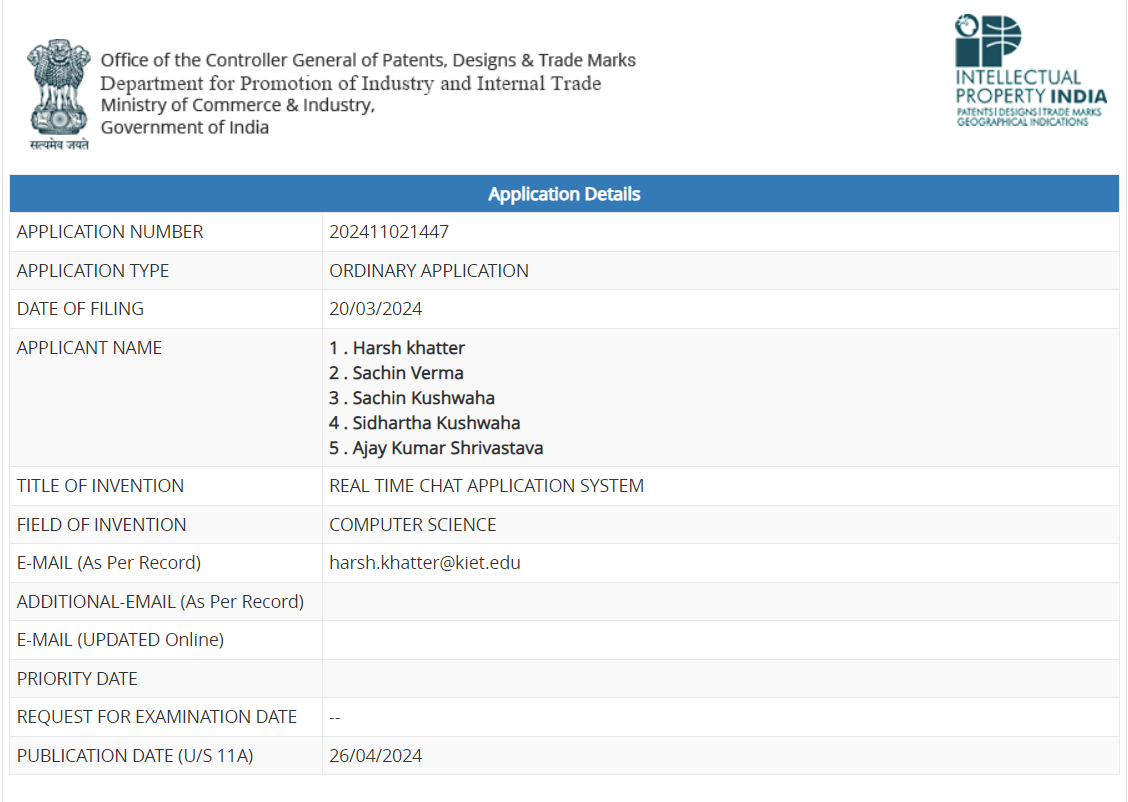 Office of the Controller General of Patents, Designs & Trade Marks
Department for Promotion of Industry and Internal Trade
Ministry of Commerce & Industry,
Government of India
सत्यमेव जयते
INTELLECTUAL
PROPERTY INDIA
PATENTS | DESIGNS | TRADE MARKS
GEOGRAPHICAL INDICATIONS
Application Details
APPLICATION NUMBER 202411021447
APPLICATION TYPE ORDINARY APPLICATION
DATE OF FILING 20/03/2024
APPLICANT NAME 1 . Harsh khatter
2 . Sachin Verma
3 . Sachin Kushwaha
4 . Sidhartha Kushwaha
5 . Ajay Kumar Shrivastava
TITLE OF INVENTION REAL TIME CHAT APPLICATION SYSTEM
FIELD OF INVENTION COMPUTER SCIENCE
E-MAIL (As Per Record) harsh.khatter@kiet.edu
ADDITIONAL-EMAIL (As Per Record)
E-MAIL (UPDATED Online)
PRIORITY DATE
REQUEST FOR EXAMINATION DATE --
PUBLICATION DATE (U/S 11A) 26/04/2024